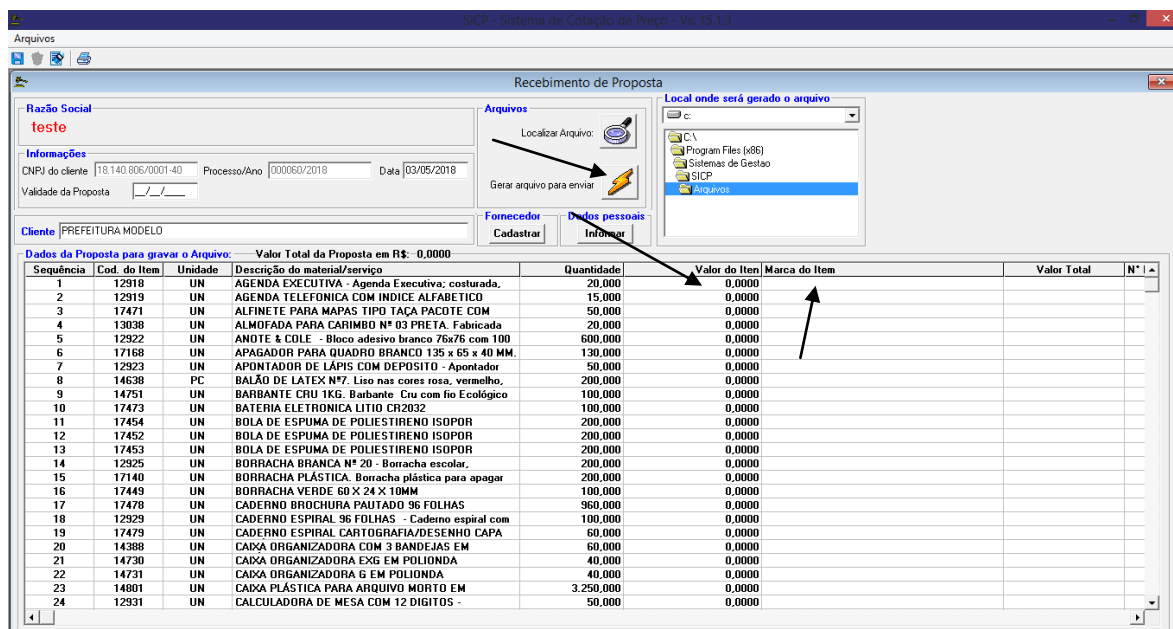 SICP - Sistema de Cotação de Preço - Vs: 15.1.3
Arquivos
Recebimento de Proposta
Razão Social
teste
Arquivos
Localizar Arquivo:
Gerar arquivo para enviar
Local onde será gerado o arquivo
c:
C:\
Program Files (x86)
Sistemas de Gestao
SICP
Arquivos
Informações
CNPJ do cliente 18.140.806/0001-40 Processo/Ano 000060/2018 Data 03/05/2018
Validade da Proposta __/__/____
Cliente PREFEITURA MODELO
Fornecedor
Cadastrar
Dados pessoais
Informar
Dados da Proposta para gravar o Arquivo: Valor Total da Proposta em R$: 0,0000
Sequência Cod. do Item Unidade Descrição do material/serviço Quantidade Valor do Iten Marca do Item Valor Total N°
1 12918 UN AGENDA EXECUTIVA - Agenda Executiva; costurada, 20,000 0,0000
2 12919 UN AGENDA TELEFONICA COM INDICE ALFABETICO 15,000 0,0000
3 17471 UN ALFINETE PARA MAPAS TIPO TAÇA PACOTE COM 50,000 0,0000
4 13038 UN ALMOFADA PARA CARIMBO Nº 03 PRETA. Fabricada 20,000 0,0000
5 12922 UN ANOTE & COLE - Bloco adesivo branco 76x76 com 100 600,000 0,0000
6 17168 UN APAGADOR PARA QUADRO BRANCO 135 x 65 x 40 MM. 130,000 0,0000
7 12923 UN APONTADOR DE LÁPIS COM DEPOSITO - Apontador 50,000 0,0000
8 14638 PC BALÃO DE LATEX Nº7. Liso nas cores rosa, vermelho, 200,000 0,0000
9 14751 UN BARBANTE CRU 1KG. Barbante Cru com fio Ecológico 100,000 0,0000
10 17473 UN BATERIA ELETRONICA LITIO CR2032 100,000 0,0000
11 17454 UN BOLA DE ESPUMA DE POLIESTIRENO ISOPOR 200,000 0,0000
12 17452 UN BOLA DE ESPUMA DE POLIESTIRENO ISOPOR 200,000 0,0000
13 17453 UN BOLA DE ESPUMA DE POLIESTIRENO ISOPOR 200,000 0,0000
14 12925 UN BORRACHA BRANCA Nº 20 - Borracha escolar, 200,000 0,0000
15 17140 UN BORRACHA PLÁSTICA. Borracha plástica para apagar 200,000 0,0000
16 17449 UN BORRACHA VERDE 60 X 24 X 10MM 100,000 0,0000
17 17478 UN CADERNO BROCHURA PAUTADO 96 FOLHAS 960,000 0,0000
18 12929 UN CADERNO ESPIRAL 96 FOLHAS - Caderno espiral com 100,000 0,0000
19 17479 UN CADERNO ESPIRAL CARTOGRAFIA/DESENHO CAPA 60,000 0,0000
20 14388 UN CAIXA ORGANIZADORA COM 3 BANDEJAS EM 60,000 0,0000
21 14730 UN CAIXA ORGANIZADORA EXG EM POLIONDA 40,000 0,0000
22 14731 UN CAIXA ORGANIZADORA G EM POLIONDA 40,000 0,0000
23 14801 UN CAIXA PLÁSTICA PARA ARQUIVO MORTO EM 3.250,000 0,0000
24 12931 UN CALCULADORA DE MESA COM 12 DIGITOS - 50,000 0,0000